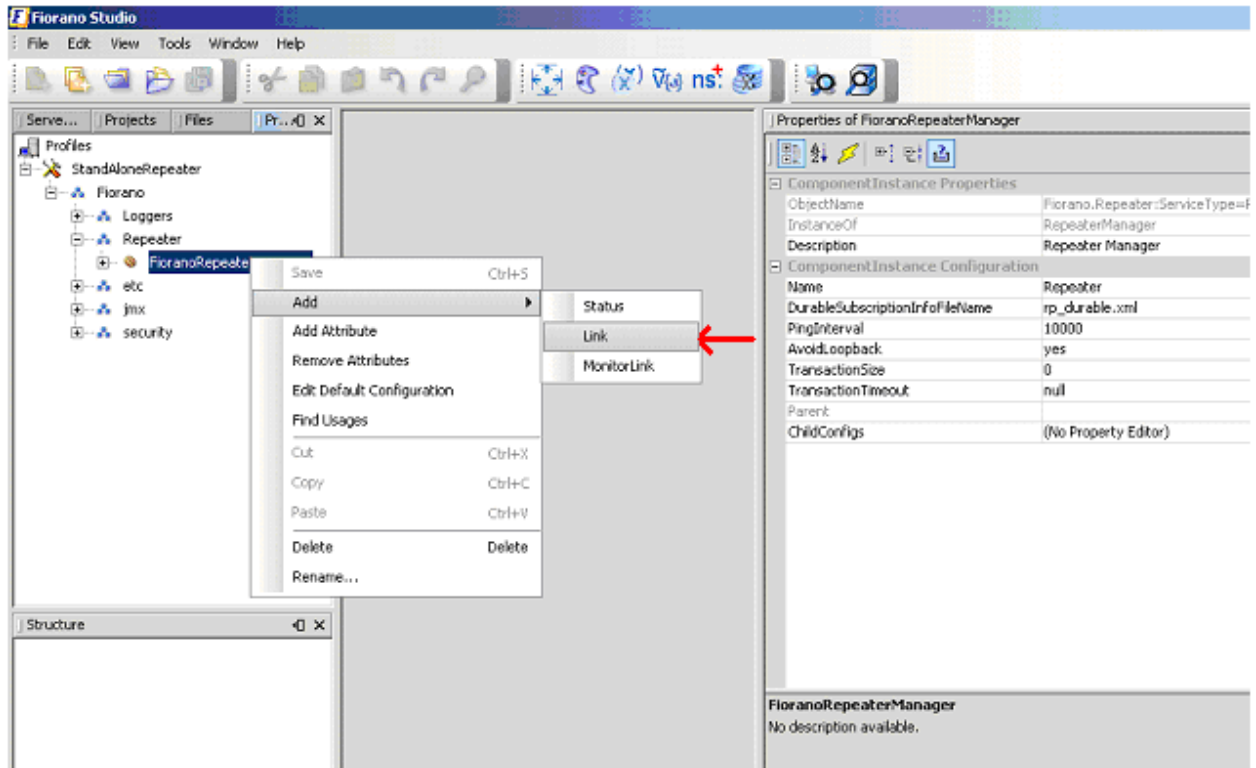 Fiorano Studio
File Edit View Tools Window Help
ns:
Serve... Projects Files Pr...
Profiles
StandAloneRepeater
Fiorano
Loggers
Repeater
FioranoRepeate
etc
jmx
security
Save Ctrl+S
Add
Add Attribute
Remove Attributes
Edit Default Configuration
Find Usages
Cut Ctrl+X
Copy Ctrl+C
Paste Ctrl+V
Delete Delete
Rename...
Status
Link
MonitorLink
Structure
Properties of FioranoRepeaterManager
ComponentInstance Properties
ObjectName Fiorano.Repeater:ServiceType=
InstanceOf RepeaterManager
Description Repeater Manager
ComponentInstance Configuration
Name Repeater
DurableSubscriptionInfoFileName rp_durable.xml
PingInterval 10000
AvoidLoopback yes
TransactionSize 0
TransactionTimeout null
Parent
ChildConfigs (No Property Editor)
FioranoRepeaterManager
No description available.